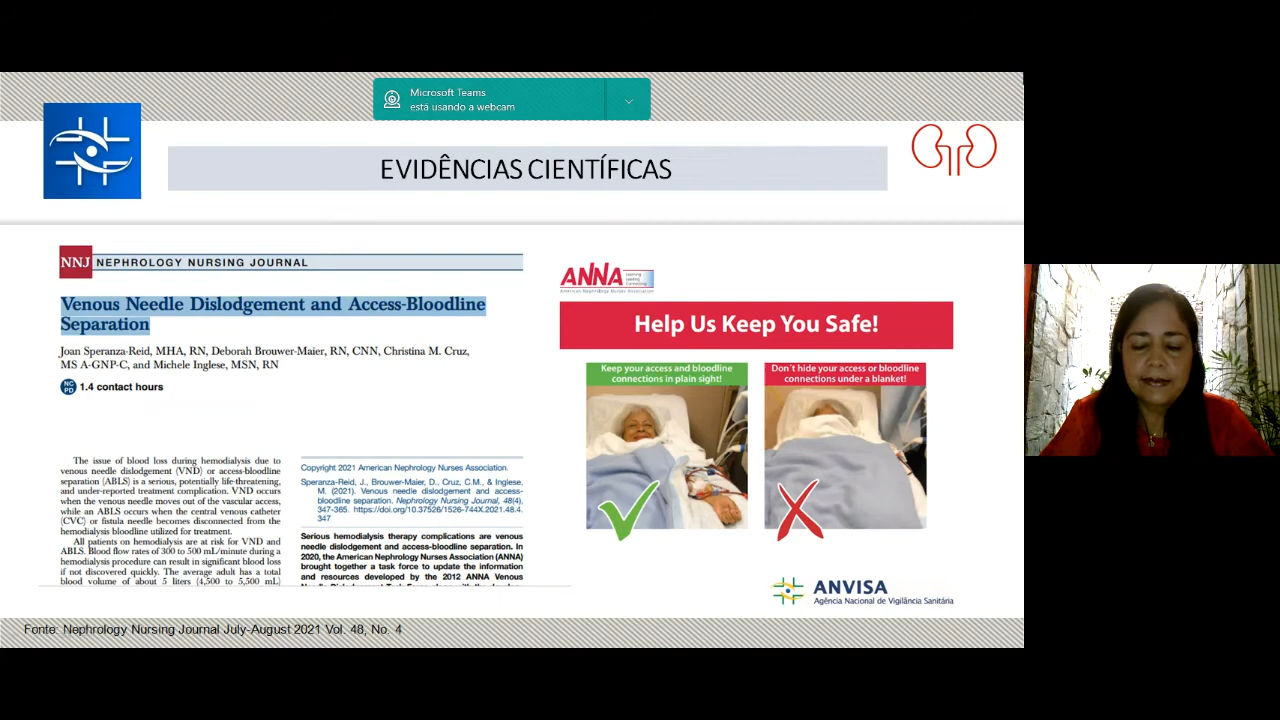 Microsoft Teams
está usando a webcam
EVIDÊNCIAS CIENTÍFICAS
NNJ NEPHROLOGY NURSING JOURNAL
Venous Needle Dislodgement and Access-Bloodline
Separation
Joan Speranza-Reid, MHA, RN, Deborah Brouwer-Maier, RN, CNN, Christina M. Cruz,
MS A-GNP-C, and Michele Inglese, MSN, RN
NC
PD
1.4 contact hours
The issue of blood loss during hemodialysis due to
venous needle dislodgement (VND) or access-bloodline
separation (ABLS) is a serious, potentially life-threatening,
and under-reported treatment complication. VND occurs
when the venous needle moves out of the vascular access,
while an ABLS occurs when the central venous catheter
(CVC) or fistula needle becomes disconnected from the
hemodialysis bloodline utilized for treatment.
All patients on hemodialysis are at risk for VND and
ABLS. Blood flow rates of 300 to 500 mL/minute during a
hemodialysis procedure can result in significant blood loss
if not discovered quickly. The average adult has a total
blood volume of about 5 liters (4,500 to 5,500 mL)
Copyright 2021 American Nephrology Nurses Association.
Speranza-Reid, J., Brouwer-Maier, D., Cruz, C.M., & Inglese,
M. (2021). Venous needle dislodgement and access-
bloodline separation. Nephrology Nursing Journal, 48(4),
347-365. https://doi.org/10.37526/1526-744X.2021.48.4.
347
Serious hemodialysis therapy complications are venous
needle dislodgement and access-bloodline separation. In
2020, the American Nephrology Nurses Association (ANNA)
brought together a task force to update the information
and resources developed by the 2012 ANNA Venous
ANNA
Learning
Leading
Connecting
American Nephrology Nurses Association
Help Us Keep You Safe!
Keep your access and bloodline
connections in plain sight!
Don´t hide your access or bloodline
connections under a blanket!
ANVISA
Agência Nacional de Vigilância Sanitária
Fonte: Nephrology Nursing Journal July-August 2021 Vol. 48, No. 4